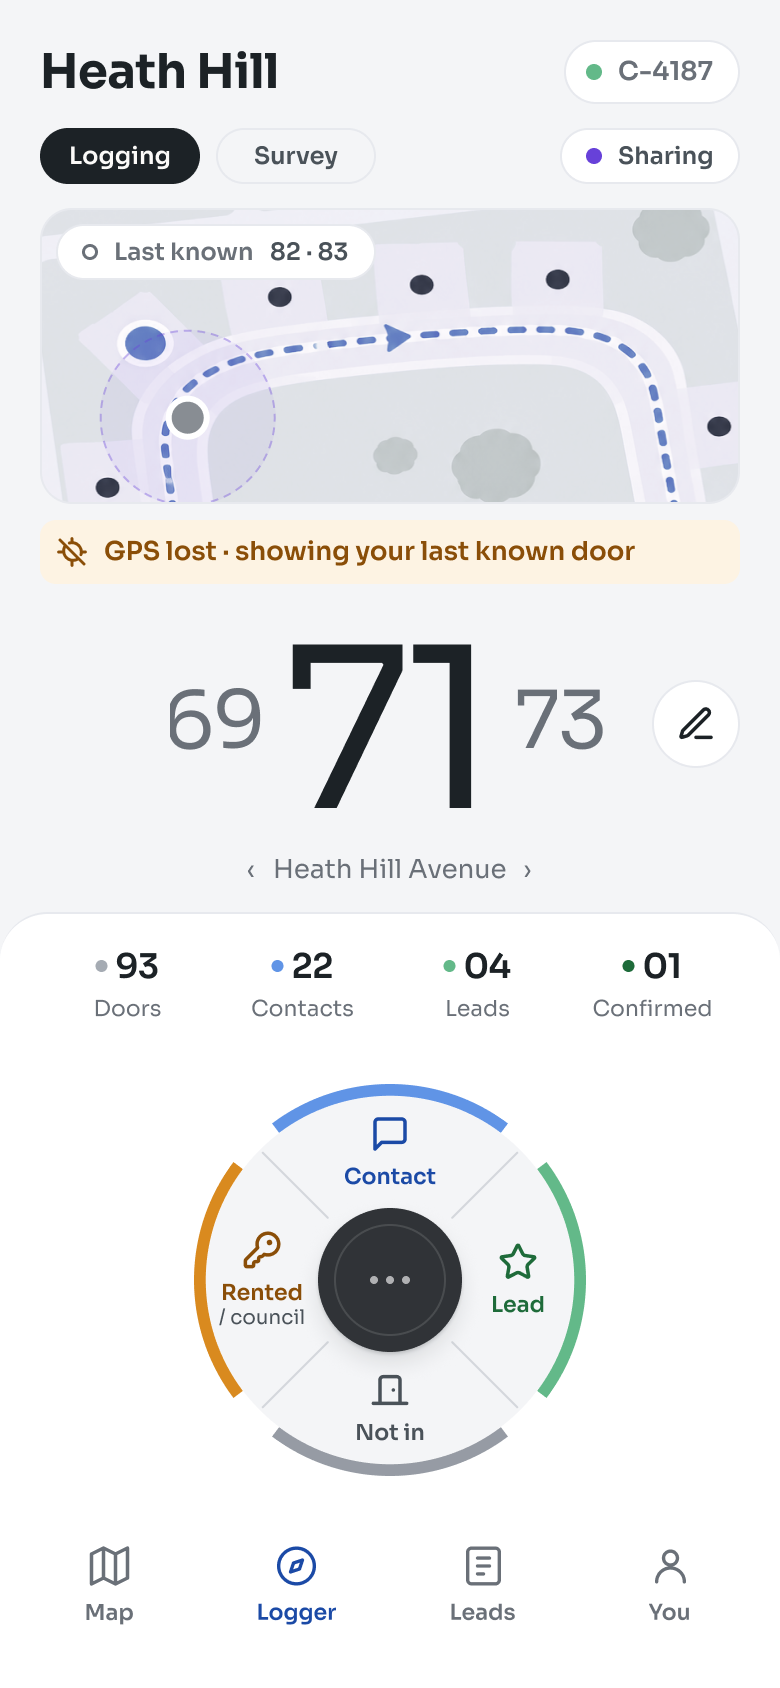 Heath Hill
C-4187
Logging
Survey
Sharing
Last known 82 · 83
GPS lost · showing your last known door
69 71 73
‹ Heath Hill Avenue ›
93 22 04 01
Doors Contacts Leads Confirmed
Contact
Rented
/ council
Lead
Not in
Map Logger Leads You